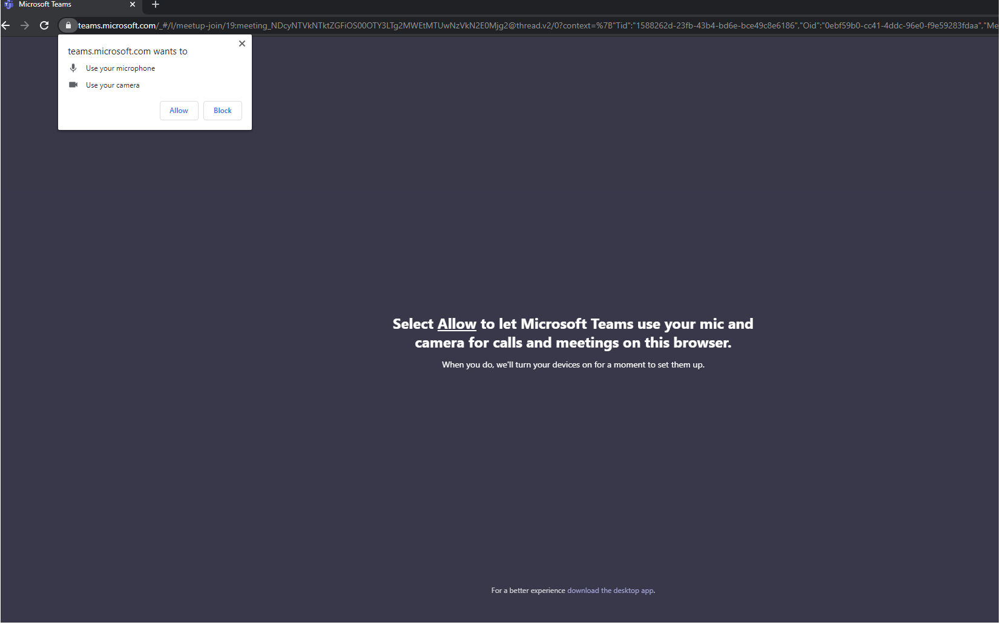 Microsoft Teams
teams.microsoft.com/_#/l/meetup-join/19:meeting_NDcyNTVkNTktZGFiOS00OTY3LTg2MWEtMTUwNzVkN2E0Mjg2@thread.v2/0?context=%7B"Tid":"1588262d-23fb-43b4-bd6e-bce49c8e6186","Oid":"0ebf59b0-cc41-4ddc-96e0-f9e59283fdaa","Me
teams.microsoft.com wants to
Use your microphone
Use your camera
Allow Block
Select Allow to let Microsoft Teams use your mic and
camera for calls and meetings on this browser.
When you do, we'll turn your devices on for a moment to set them up.
For a better experience download the desktop app.